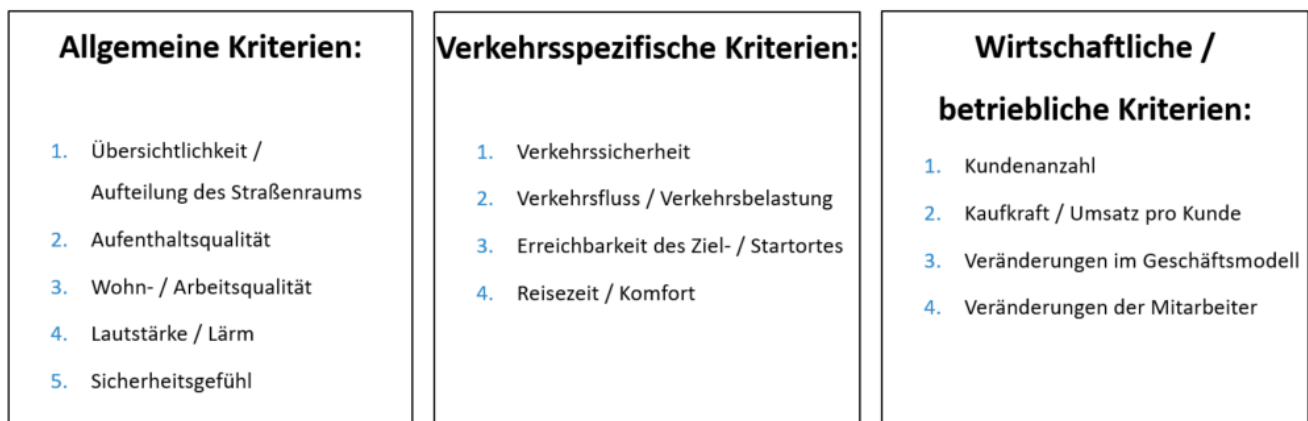 Allgemeine Kriterien:
1. Übersichtlichkeit /
Aufteilung des Straßenraums
2. Aufenthaltsqualität
3. Wohn- / Arbeitsqualität
4. Lautstärke / Lärm
5. Sicherheitsgefühl
Verkehrsspezifische Kriterien:
1. Verkehrssicherheit
2. Verkehrsfluss / Verkehrsbelastung
3. Erreichbarkeit des Ziel- / Startortes
4. Reisezeit / Komfort
Wirtschaftliche /
betriebliche Kriterien:
1. Kundenanzahl
2. Kaufkraft / Umsatz pro Kunde
3. Veränderungen im Geschäftsmodell
4. Veränderungen der Mitarbeiter